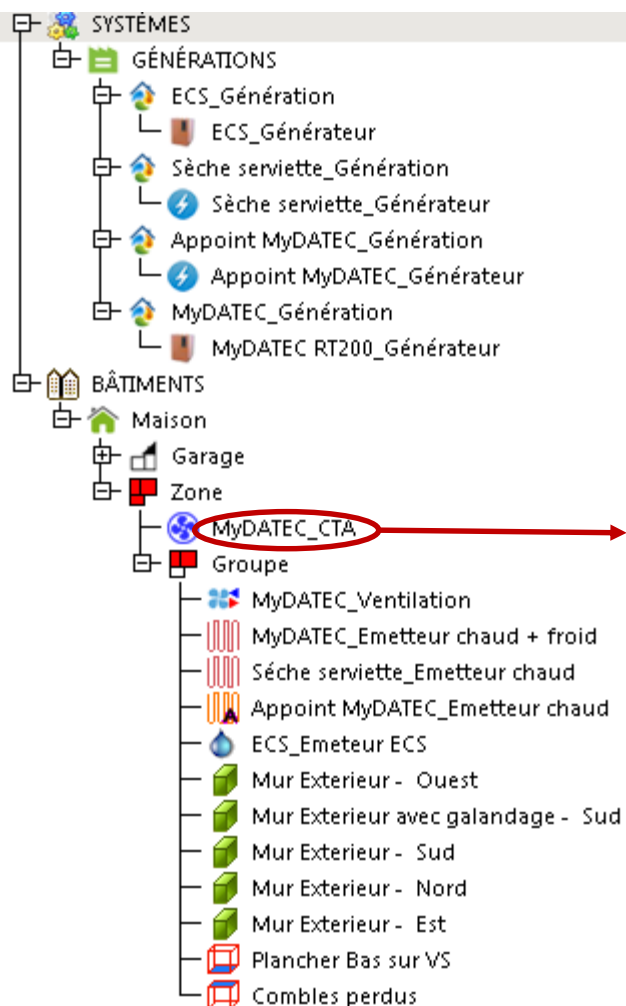 SYSTÈMES
GÉNÉRATIONS
ECS_Génération
ECS_Générateur
Sèche serviette_Génération
Sèche serviette_Générateur
Appoint MyDATEC_Génération
Appoint MyDATEC_Générateur
MyDATEC_Génération
MyDATEC RT200_Générateur
BÂTIMENTS
Maison
Garage
Zone
MyDATEC_CTA
Groupe
MyDATEC_Ventilation
MyDATEC_Emetteur chaud + froid
Séche serviette_Emetteur chaud
Appoint MyDATEC_Emetteur chaud
ECS_Emeteur ECS
Mur Exterieur - Ouest
Mur Exterieur avec galandage - Sud
Mur Exterieur - Sud
Mur Exterieur - Nord
Mur Exterieur - Est
Plancher Bas sur VS
Combles perdus